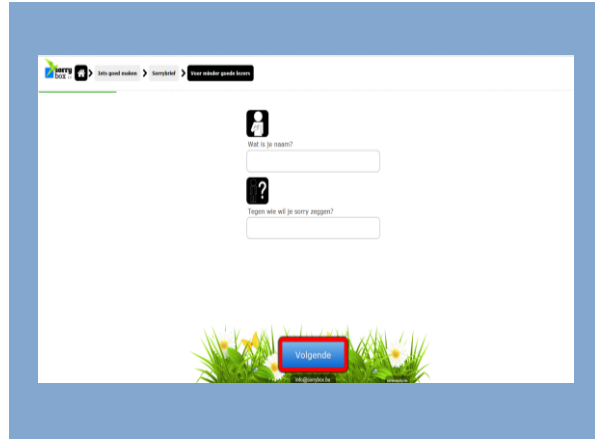 Sorry
box
Iets goed maken
Sorrybrief
Voor minder goede lezers
Wat is je naam?
?
Tegen wie wil je sorry zeggen?
Volgende
info@sorrybox.be